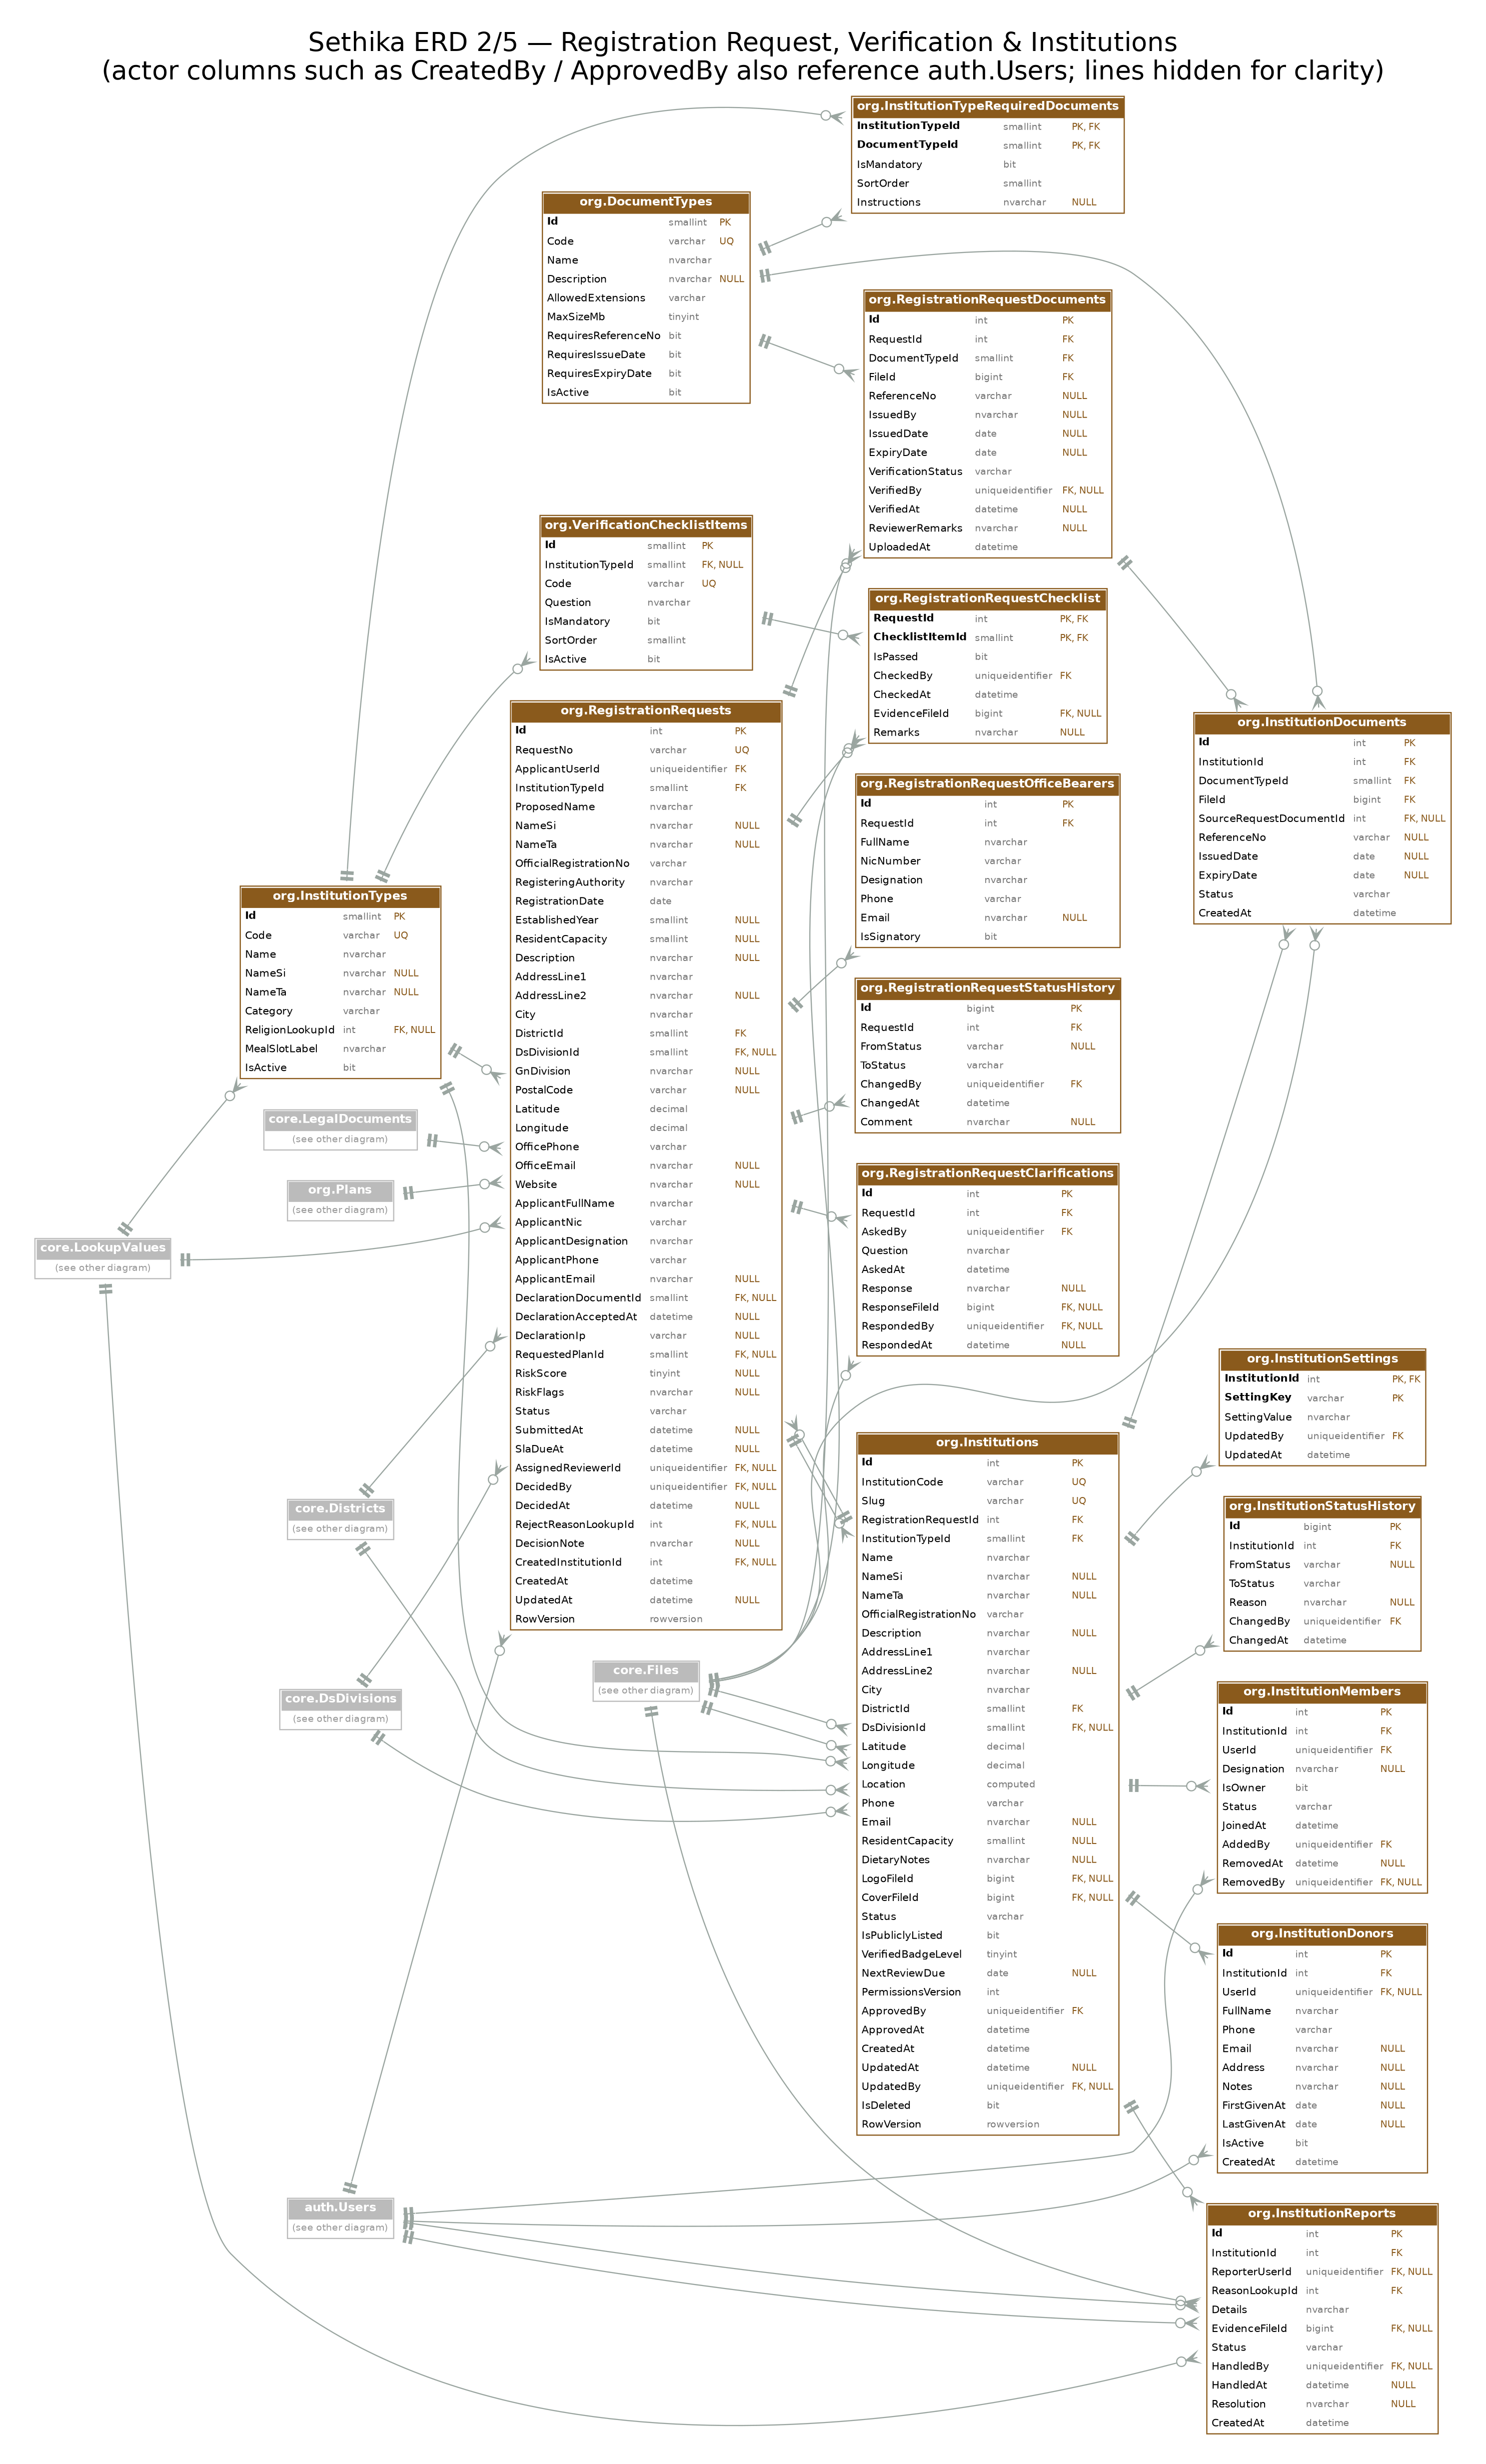 Sethika ERD 2/5 — Registration Request, Verification & Institutions
(actor columns such as CreatedBy / ApprovedBy also reference auth.Users; lines hidden for clarity)
org.InstitutionTypeRequiredDocuments
InstitutionTypeId smallint PK, FK
DocumentTypeId smallint PK, FK
IsMandatory bit
SortOrder smallint
Instructions nvarchar NULL
org.DocumentTypes
Id smallint PK
Code varchar UQ
Name nvarchar
Description nvarchar NULL
AllowedExtensions varchar
MaxSizeMb tinyint
RequiresReferenceNo bit
RequiresIssueDate bit
RequiresExpiryDate bit
IsActive bit
org.RegistrationRequestDocuments
Id int PK
RequestId int FK
DocumentTypeId smallint FK
FileId bigint FK
ReferenceNo varchar NULL
IssuedBy nvarchar NULL
IssuedDate date NULL
ExpiryDate date NULL
VerificationStatus varchar
VerifiedBy uniqueidentifier FK, NULL
VerifiedAt datetime NULL
ReviewerRemarks nvarchar NULL
UploadedAt datetime
org.VerificationChecklistItems
Id smallint PK
InstitutionTypeId smallint FK, NULL
Code varchar UQ
Question nvarchar
IsMandatory bit
SortOrder smallint
IsActive bit
org.RegistrationRequestChecklist
RequestId int PK, FK
ChecklistItemId smallint PK, FK
IsPassed bit
CheckedBy uniqueidentifier FK
CheckedAt datetime
EvidenceFileId bigint FK, NULL
Remarks nvarchar NULL
org.RegistrationRequests
Id int PK
RequestNo varchar UQ
ApplicantUserId uniqueidentifier FK
InstitutionTypeId smallint FK
ProposedName nvarchar
NameSi nvarchar NULL
NameTa nvarchar NULL
OfficialRegistrationNo varchar
RegisteringAuthority nvarchar
RegistrationDate date
EstablishedYear smallint NULL
ResidentCapacity smallint NULL
Description nvarchar NULL
AddressLine1 nvarchar
AddressLine2 nvarchar NULL
City nvarchar
DistrictId smallint FK
DsDivisionId smallint FK, NULL
GnDivision nvarchar NULL
PostalCode varchar NULL
Latitude decimal
Longitude decimal
OfficePhone varchar
OfficeEmail nvarchar NULL
Website nvarchar NULL
ApplicantFullName nvarchar
ApplicantNic varchar
ApplicantDesignation nvarchar
ApplicantPhone varchar
ApplicantEmail nvarchar NULL
DeclarationDocumentId smallint FK, NULL
DeclarationAcceptedAt datetime NULL
DeclarationIp varchar NULL
RequestedPlanId smallint FK, NULL
RiskScore tinyint NULL
RiskFlags nvarchar NULL
Status varchar
SubmittedAt datetime NULL
SlaDueAt datetime NULL
AssignedReviewerId uniqueidentifier FK, NULL
DecidedBy uniqueidentifier FK, NULL
DecidedAt datetime NULL
RejectReasonLookupId int FK, NULL
DecisionNote nvarchar NULL
CreatedInstitutionId int FK, NULL
CreatedAt datetime
UpdatedAt datetime NULL
RowVersion rowversion
org.InstitutionDocuments
Id int PK
InstitutionId int FK
DocumentTypeId smallint FK
FileId bigint FK
SourceRequestDocumentId int FK, NULL
ReferenceNo varchar NULL
IssuedDate date NULL
ExpiryDate date NULL
Status varchar
CreatedAt datetime
org.RegistrationRequestOfficeBearers
Id int PK
RequestId int FK
FullName nvarchar
NicNumber varchar
Designation nvarchar
Phone varchar
Email nvarchar NULL
IsSignatory bit
org.InstitutionTypes
Id smallint PK
Code varchar UQ
Name nvarchar
NameSi nvarchar NULL
NameTa nvarchar NULL
Category varchar
ReligionLookupId int FK, NULL
MealSlotLabel nvarchar
IsActive bit
org.RegistrationRequestStatusHistory
Id bigint PK
RequestId int FK
FromStatus varchar NULL
ToStatus varchar
ChangedBy uniqueidentifier FK
ChangedAt datetime
Comment nvarchar NULL
core.LegalDocuments
(see other diagram)
org.Plans
(see other diagram)
core.LookupValues
(see other diagram)
org.RegistrationRequestClarifications
Id int PK
RequestId int FK
AskedBy uniqueidentifier FK
Question nvarchar
AskedAt datetime
Response nvarchar NULL
ResponseFileId bigint FK, NULL
RespondedBy uniqueidentifier FK, NULL
RespondedAt datetime NULL
org.InstitutionSettings
InstitutionId int PK, FK
SettingKey varchar PK
SettingValue nvarchar
UpdatedBy uniqueidentifier FK
UpdatedAt datetime
org.Institutions
Id int PK
InstitutionCode varchar UQ
Slug varchar UQ
RegistrationRequestId int FK
InstitutionTypeId smallint FK
Name nvarchar
NameSi nvarchar NULL
NameTa nvarchar NULL
OfficialRegistrationNo varchar
Description nvarchar NULL
AddressLine1 nvarchar
AddressLine2 nvarchar NULL
City nvarchar
DistrictId smallint FK
DsDivisionId smallint FK, NULL
Latitude decimal
Longitude decimal
Location computed
Phone varchar
Email nvarchar NULL
ResidentCapacity smallint NULL
DietaryNotes nvarchar NULL
LogoFileId bigint FK, NULL
CoverFileId bigint FK, NULL
Status varchar
IsPubliclyListed bit
VerifiedBadgeLevel tinyint
NextReviewDue date NULL
PermissionsVersion int
ApprovedBy uniqueidentifier FK
ApprovedAt datetime
CreatedAt datetime
UpdatedAt datetime NULL
UpdatedBy uniqueidentifier FK, NULL
IsDeleted bit
RowVersion rowversion
core.Districts
(see other diagram)
org.InstitutionStatusHistory
Id bigint PK
InstitutionId int FK
FromStatus varchar NULL
ToStatus varchar
Reason nvarchar NULL
ChangedBy uniqueidentifier FK
ChangedAt datetime
core.Files
(see other diagram)
core.DsDivisions
(see other diagram)
org.InstitutionMembers
Id int PK
InstitutionId int FK
UserId uniqueidentifier FK
Designation nvarchar NULL
IsOwner bit
Status varchar
JoinedAt datetime
AddedBy uniqueidentifier FK
RemovedAt datetime NULL
RemovedBy uniqueidentifier FK, NULL
org.InstitutionDonors
Id int PK
InstitutionId int FK
UserId uniqueidentifier FK, NULL
FullName nvarchar
Phone varchar
Email nvarchar NULL
Address nvarchar NULL
Notes nvarchar NULL
FirstGivenAt date NULL
LastGivenAt date NULL
IsActive bit
CreatedAt datetime
auth.Users
(see other diagram)
org.InstitutionReports
Id int PK
InstitutionId int FK
ReporterUserId uniqueidentifier FK, NULL
ReasonLookupId int FK
Details nvarchar
EvidenceFileId bigint FK, NULL
Status varchar
HandledBy uniqueidentifier FK, NULL
HandledAt datetime NULL
Resolution nvarchar NULL
CreatedAt datetime